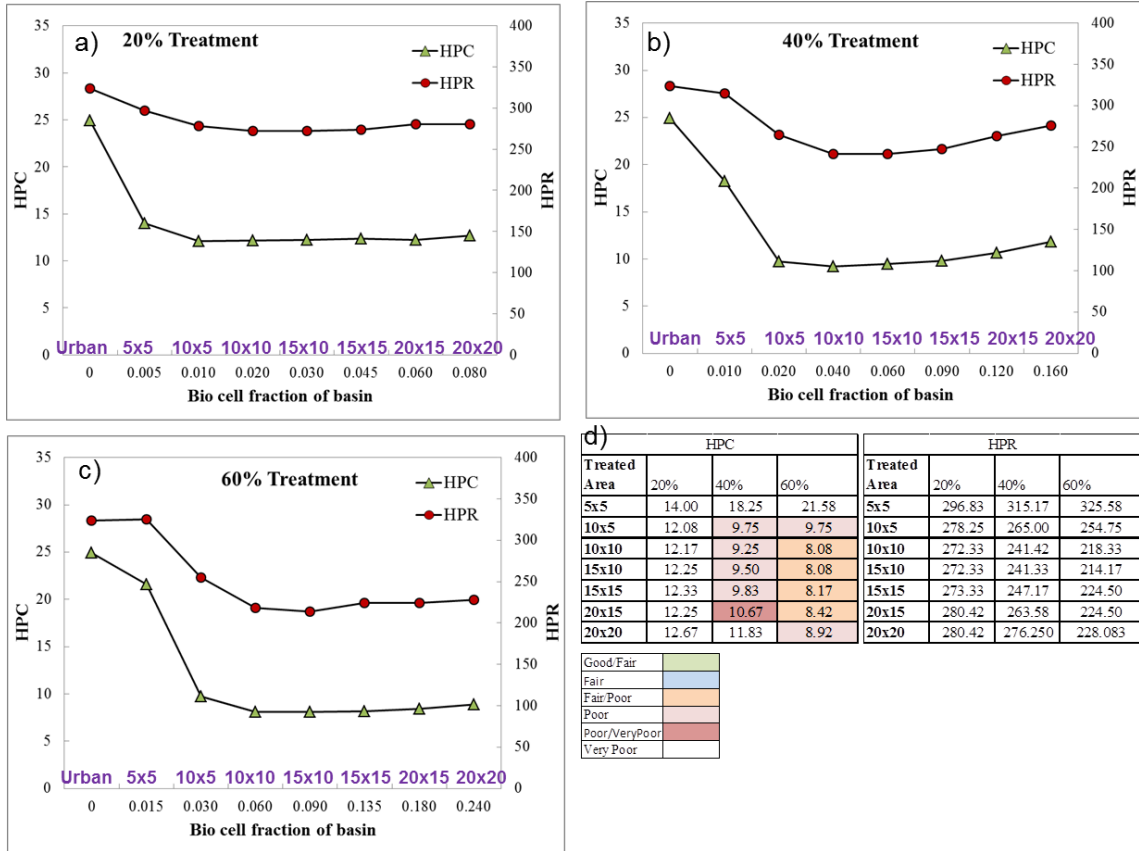 a)
20% Treatment
HPC
HPR
35
30
25
20
15
10
5
0
HPC
400
350
300
250
200
150
100
50
0
HPR
Urban 5x5 10x5 10x10 15x10 15x15 20x15 20x20
0 0.005 0.010 0.020 0.030 0.045 0.060 0.080
Bio cell fraction of basin
b)
40% Treatment
HPC
HPR
35
30
25
20
15
10
5
0
HPC
400
350
300
250
200
150
100
50
0
HPR
Urban 5x5 10x5 10x10 15x10 15x15 20x15 20x20
0 0.010 0.020 0.040 0.060 0.090 0.120 0.160
Bio cell fraction of basin
c)
60% Treatment
HPC
HPR
35
30
25
20
15
10
5
0
HPC
400
350
300
250
200
150
100
50
0
HPR
Urban 5x5 10x5 10x10 15x10 15x15 20x15 20x20
0 0.015 0.030 0.060 0.090 0.135 0.180 0.240
Bio cell fraction of basin
d)
HPC
Treated
Area 20% 40% 60%
5x5 14.00 18.25 21.58
10x5 12.08 9.75 9.75
10x10 12.17 9.25 8.08
15x10 12.25 9.50 8.08
15x15 12.33 9.83 8.17
20x15 12.25 10.67 8.42
20x20 12.67 11.83 8.92
HPR
Treated
Area 20% 40% 60%
5x5 296.83 315.17 325.58
10x5 278.25 265.00 254.75
10x10 272.33 241.42 218.33
15x10 272.33 241.33 214.17
15x15 273.33 247.17 224.50
20x15 280.42 263.58 224.50
20x20 280.42 276.250 228.083
Good/Fair
Fair
Fair/Poor
Poor
Poor/VeryPoor
Very Poor